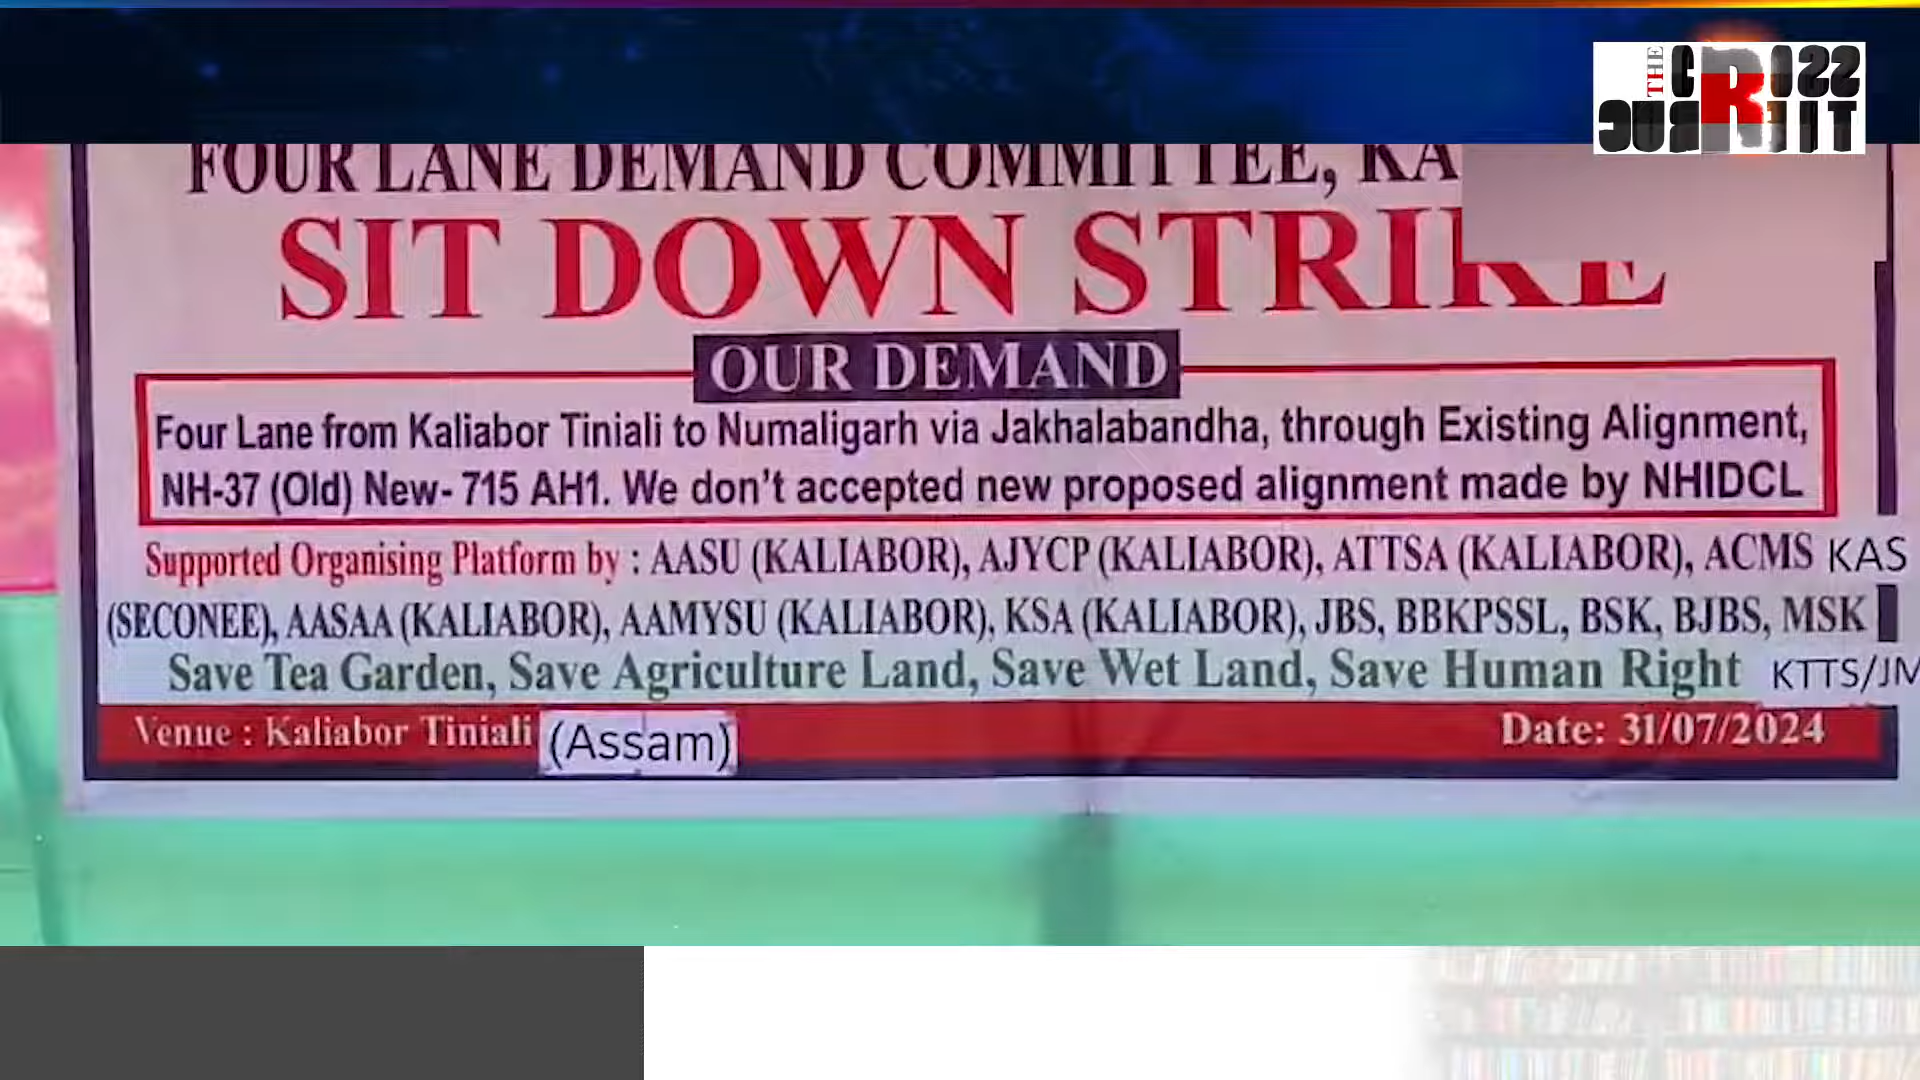 THE CRISS
CURRENT
FOUR LANE DEMAND COMMITTEE,
SIT DOWN STRIKE
OUR DEMAND
Four Lane from Kaliabor Tiniali to Numaligarh via Jakhalabandha, through Existing Alignment,
NH-37 (Old) New- 715 AH1. We don't accepted new proposed alignment made by NHIDCL
Supported Organising Platform by : AASU (KALIABOR), AJYCP (KALIABOR), ATTSA (KALIABOR), ACMS KAS
(SECONEE), AASAA (KALIABOR), AAMYSU (KALIABOR), KSA (KALIABOR), JBS, BBKPSSL, BSK, BJBS, MSK
Save Tea Garden, Save Agriculture Land, Save Wet Land, Save Human Right KTTS/JM
Venue : Kaliabor Tiniali (Assam) Date: 31/07/2024